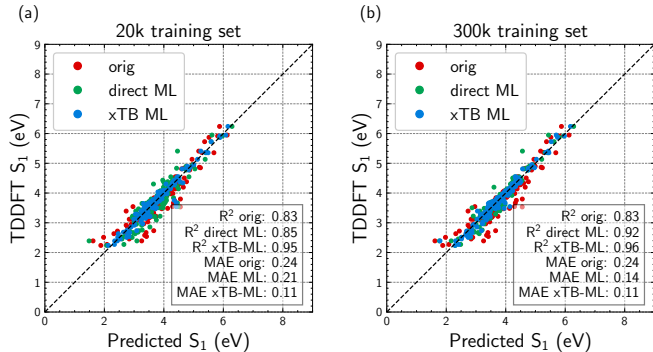 (a)
20k training set
9
8
7
6
5
4
3
2
1
0
0
2
4
6
8
TDDFT S₁ (eV)
Predicted S₁ (eV)
orig
direct ML
xTB ML
R² orig: 0.83
R² direct ML: 0.85
R² xTB-ML: 0.95
MAE orig: 0.24
MAE ML: 0.21
MAE xTB-ML: 0.11
(b)
300k training set
9
8
7
6
5
4
3
2
1
0
0
2
4
6
8
TDDFT S₁ (eV)
Predicted S₁ (eV)
orig
direct ML
xTB ML
R² orig: 0.83
R² direct ML: 0.92
R² xTB-ML: 0.96
MAE orig: 0.24
MAE ML: 0.14
MAE xTB-ML: 0.11